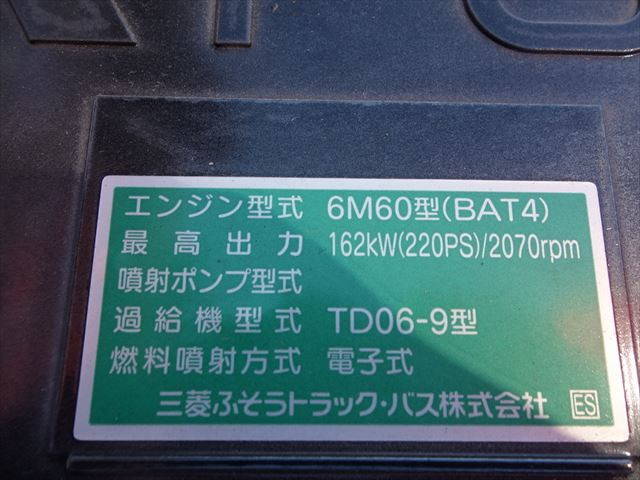 エンジン型式 6M60型(BAT4)
最高出力 162kW(220PS)/2070rpm
噴射ポンプ型式
過給機型式 TD06-9型
燃料噴射方式 電子式
三菱ふそうトラック・バス株式会社 ES